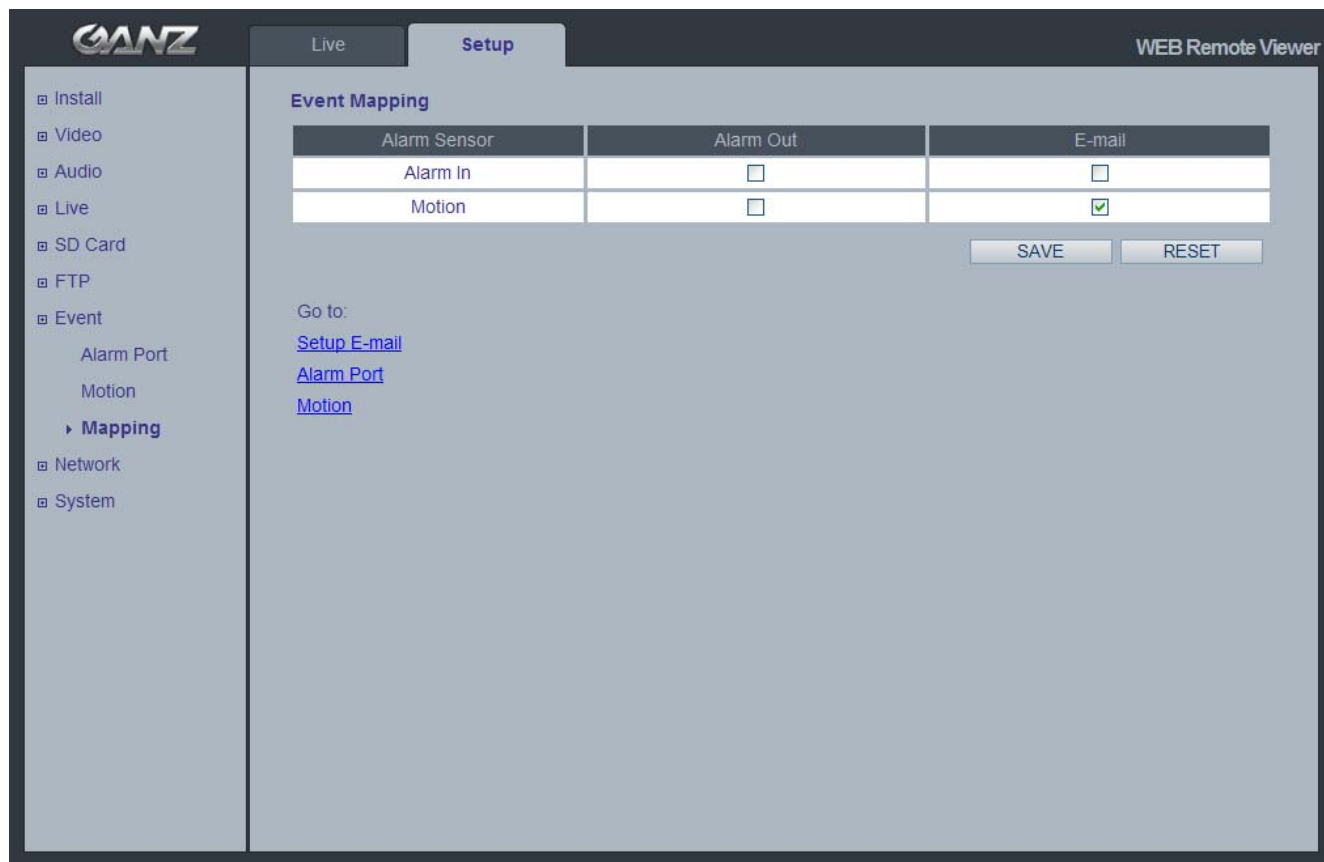 GANZ
Live
Setup
WEB Remote Viewer
Install
Video
Audio
Live
SD Card
FTP
Event
Alarm Port
Motion
Mapping
Network
System
Event Mapping
Alarm Sensor Alarm Out E-mail
Alarm In
Motion
SAVE RESET
Go to:
Setup E-mail
Alarm Port
Motion